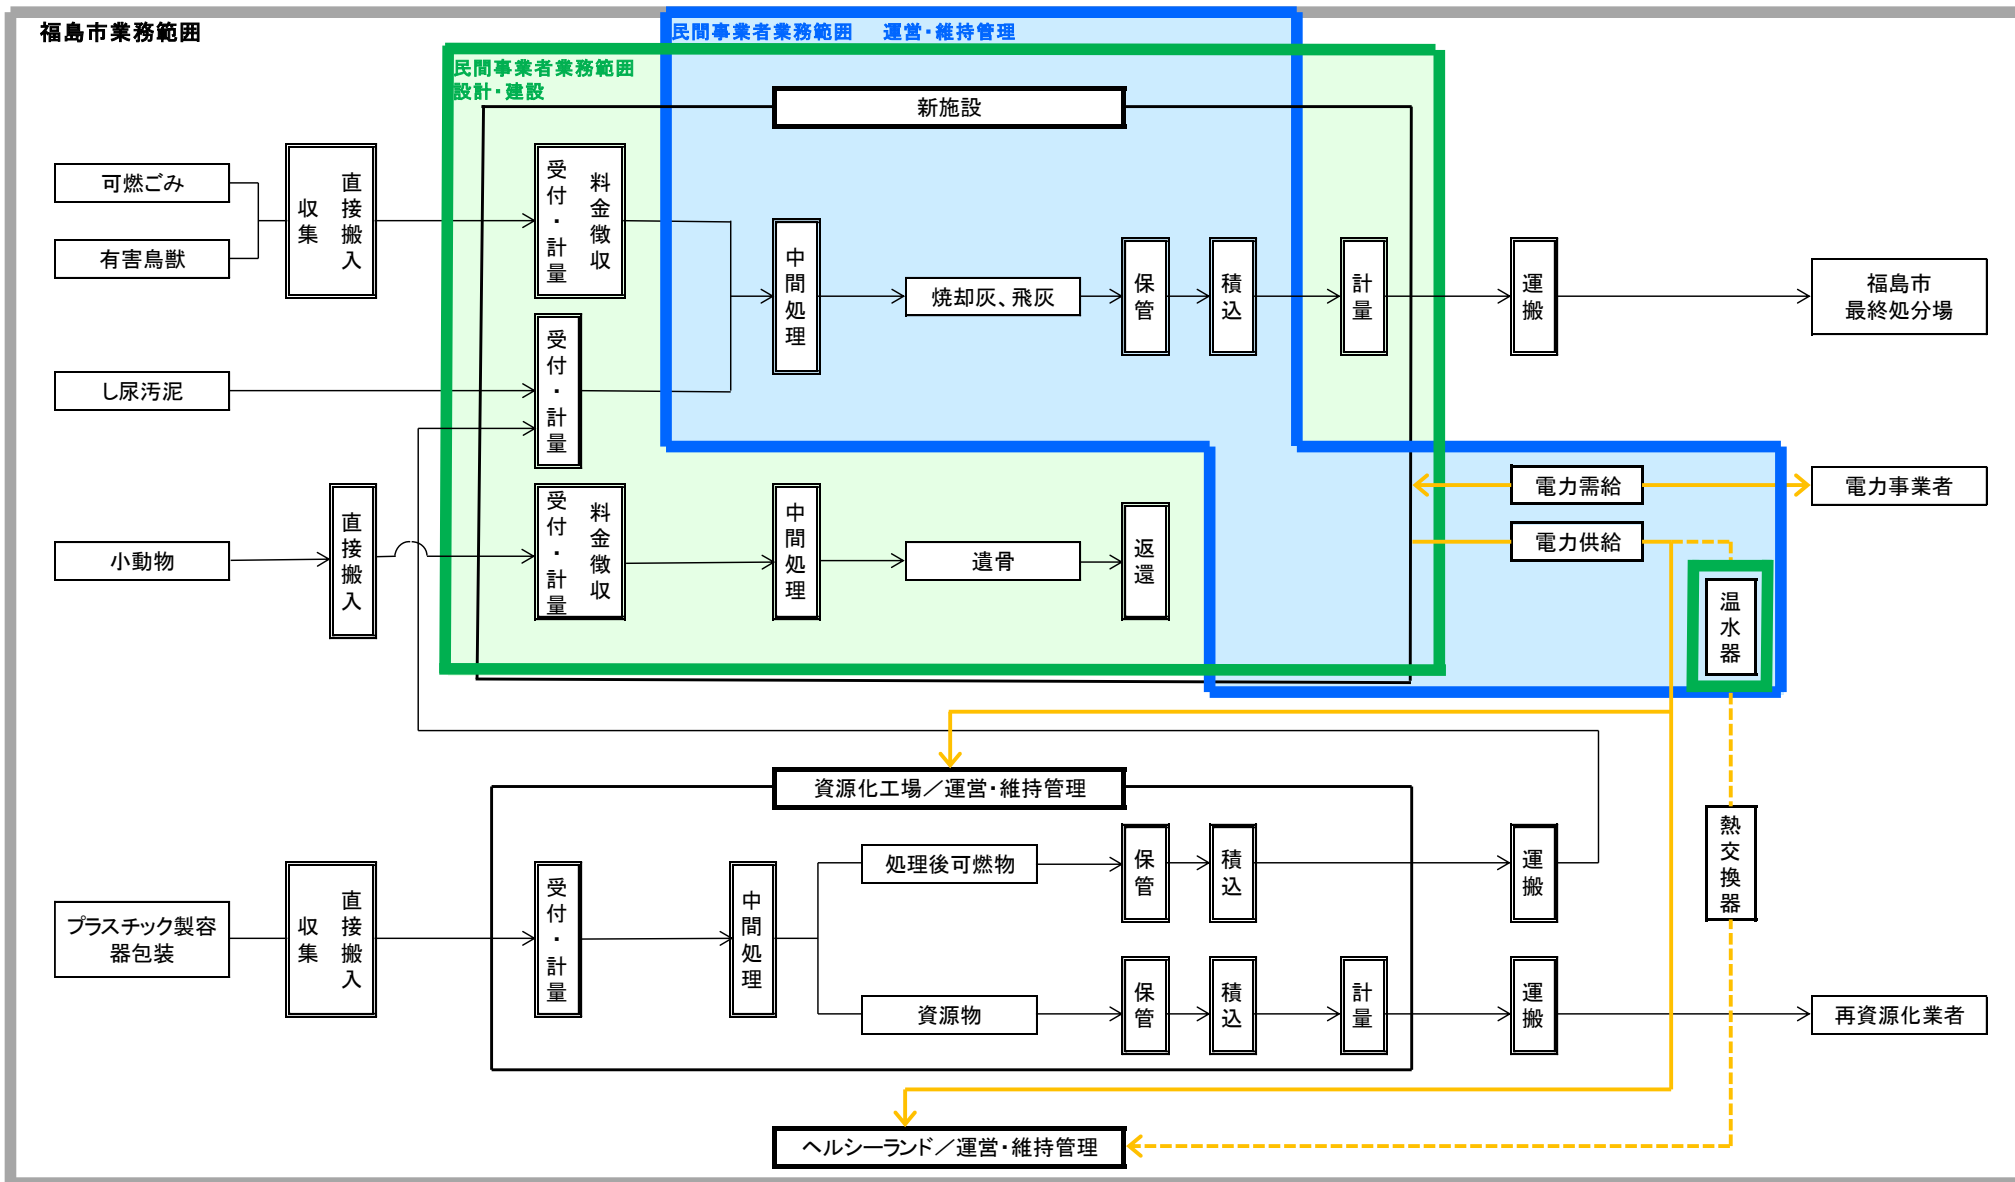 福島市業務範囲
民間事業者業務範囲　運営・維持管理
民間事業者業務範囲
設計・建設
新施設
可燃ごみ
有害鳥獣
収集
直接搬入
受付・計量
料金徴収
中間処理
焼却灰、飛灰
保管
積込
計量
運搬
福島市
最終処分場
し尿汚泥
受付・計量
電力需給
電力事業者
電力供給
小動物
直接搬入
受付・計量
料金徴収
中間処理
遺骨
返還
温水器
資源化工場／運営・維持管理
処理後可燃物
保管
積込
運搬
熱交換器
プラスチック製容
器包装
収集
直接搬入
受付・計量
中間処理
資源物
保管
積込
計量
運搬
再資源化業者
ヘルシーランド／運営・維持管理